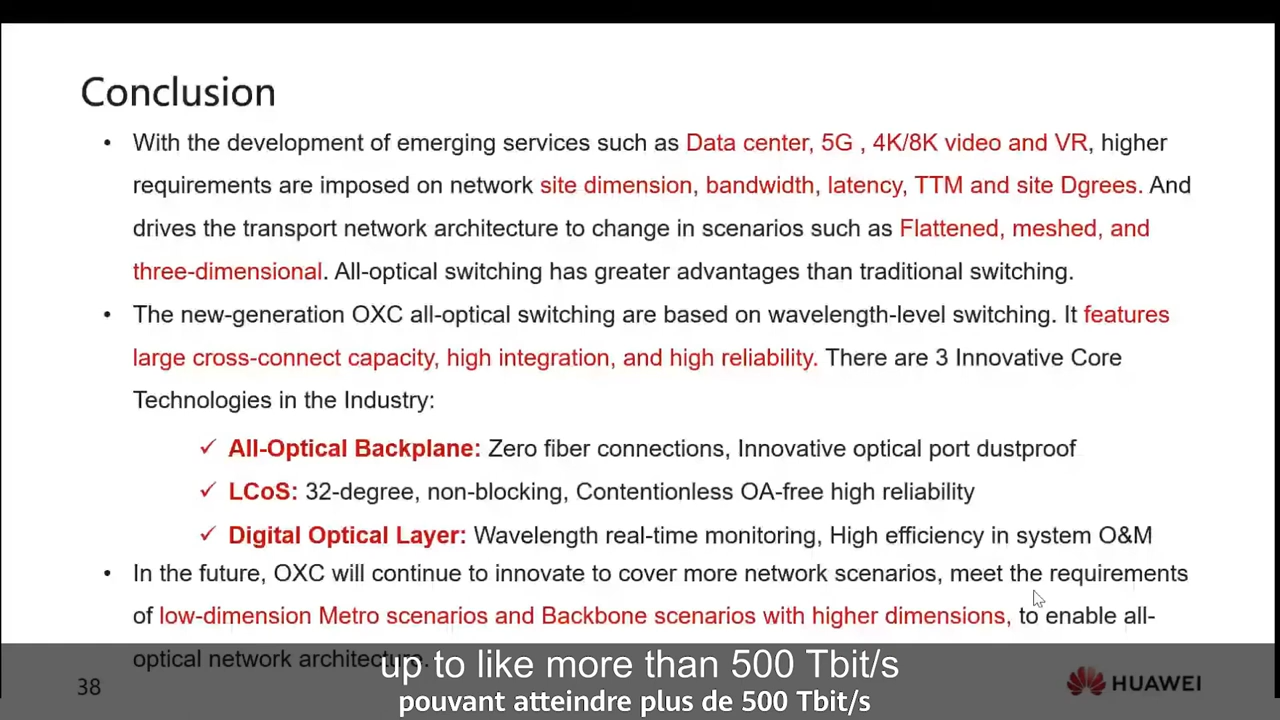 Conclusion
• With the development of emerging services such as Data center, 5G , 4K/8K video and VR, higher
requirements are imposed on network site dimension, bandwidth, latency, TTM and site Dgrees. And
drives the transport network architecture to change in scenarios such as Flattened, meshed, and
three-dimensional. All-optical switching has greater advantages than traditional switching.
• The new-generation OXC all-optical switching are based on wavelength-level switching. It features
large cross-connect capacity, high integration, and high reliability. There are 3 Innovative Core
Technologies in the Industry:
✓ All-Optical Backplane: Zero fiber connections, Innovative optical port dustproof
✓ LCoS: 32-degree, non-blocking, Contentionless OA-free high reliability
✓ Digital Optical Layer: Wavelength real-time monitoring, High efficiency in system O&M
• In the future, OXC will continue to innovate to cover more network scenarios, meet the requirements
of low-dimension Metro scenarios and Backbone scenarios with higher dimensions, to enable all-
optical network architecture.
up to like more than 500 Tbit/s
pouvant atteindre plus de 500 Tbit/s
38
HUAWEI